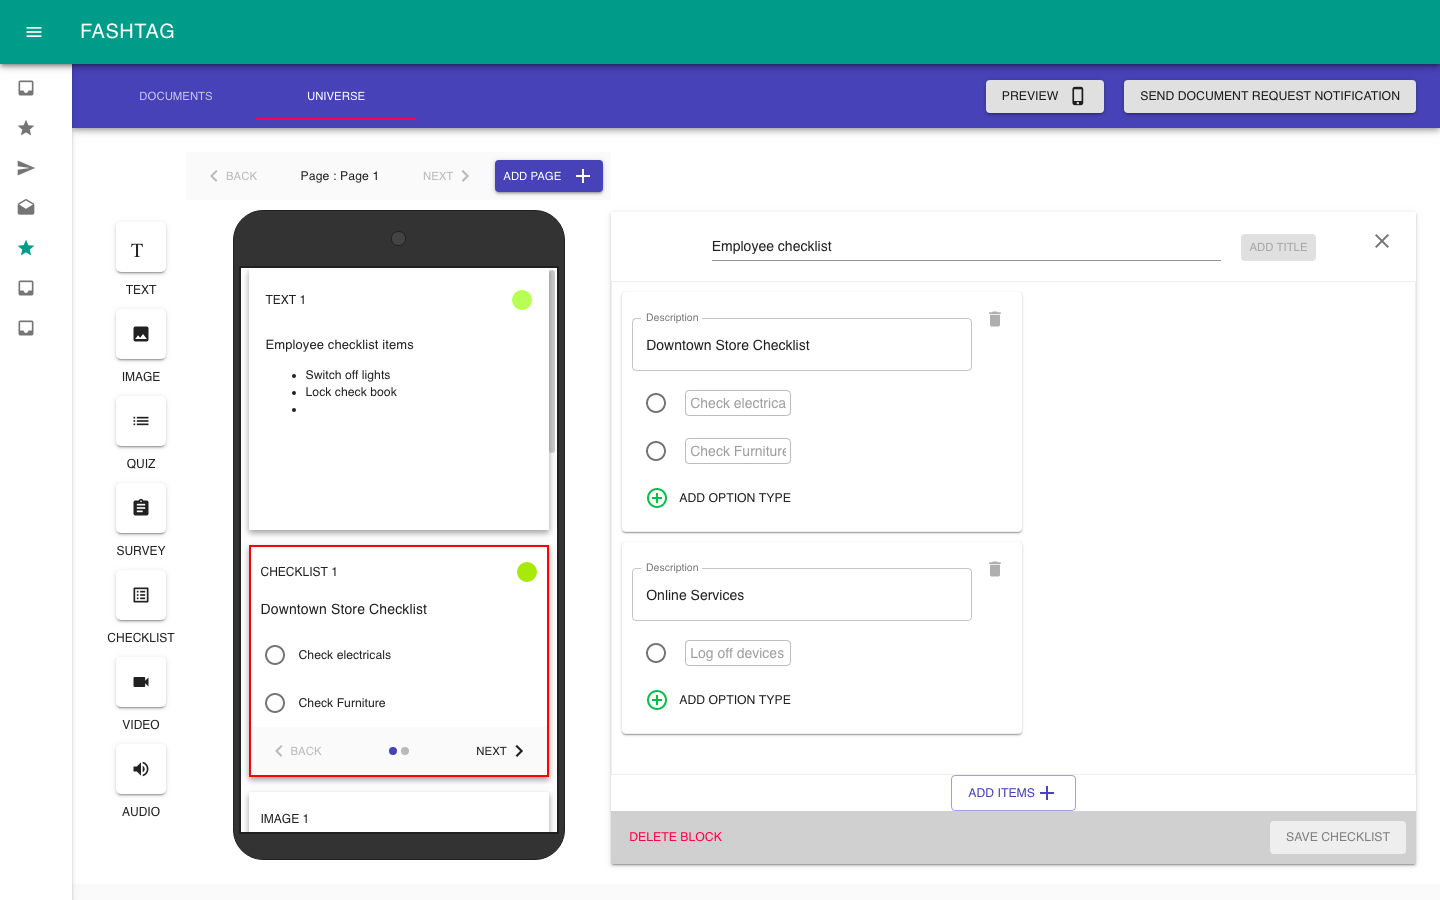 FASHTAG
DOCUMENTS
UNIVERSE
PREVIEW
SEND DOCUMENT REQUEST NOTIFICATION
BACK
Page : Page 1
NEXT
ADD PAGE
T
TEXT
IMAGE
QUIZ
SURVEY
CHECKLIST
VIDEO
AUDIO
TEXT 1
Employee checklist items
Switch off lights
Lock check book
CHECKLIST 1
Downtown Store Checklist
Check electricals
Check Furniture
BACK
NEXT
IMAGE 1
Employee checklist
ADD TITLE
Description
Downtown Store Checklist
Check electrica
Check Furniture
ADD OPTION TYPE
Description
Online Services
Log off devices
ADD OPTION TYPE
ADD ITEMS
DELETE BLOCK
SAVE CHECKLIST